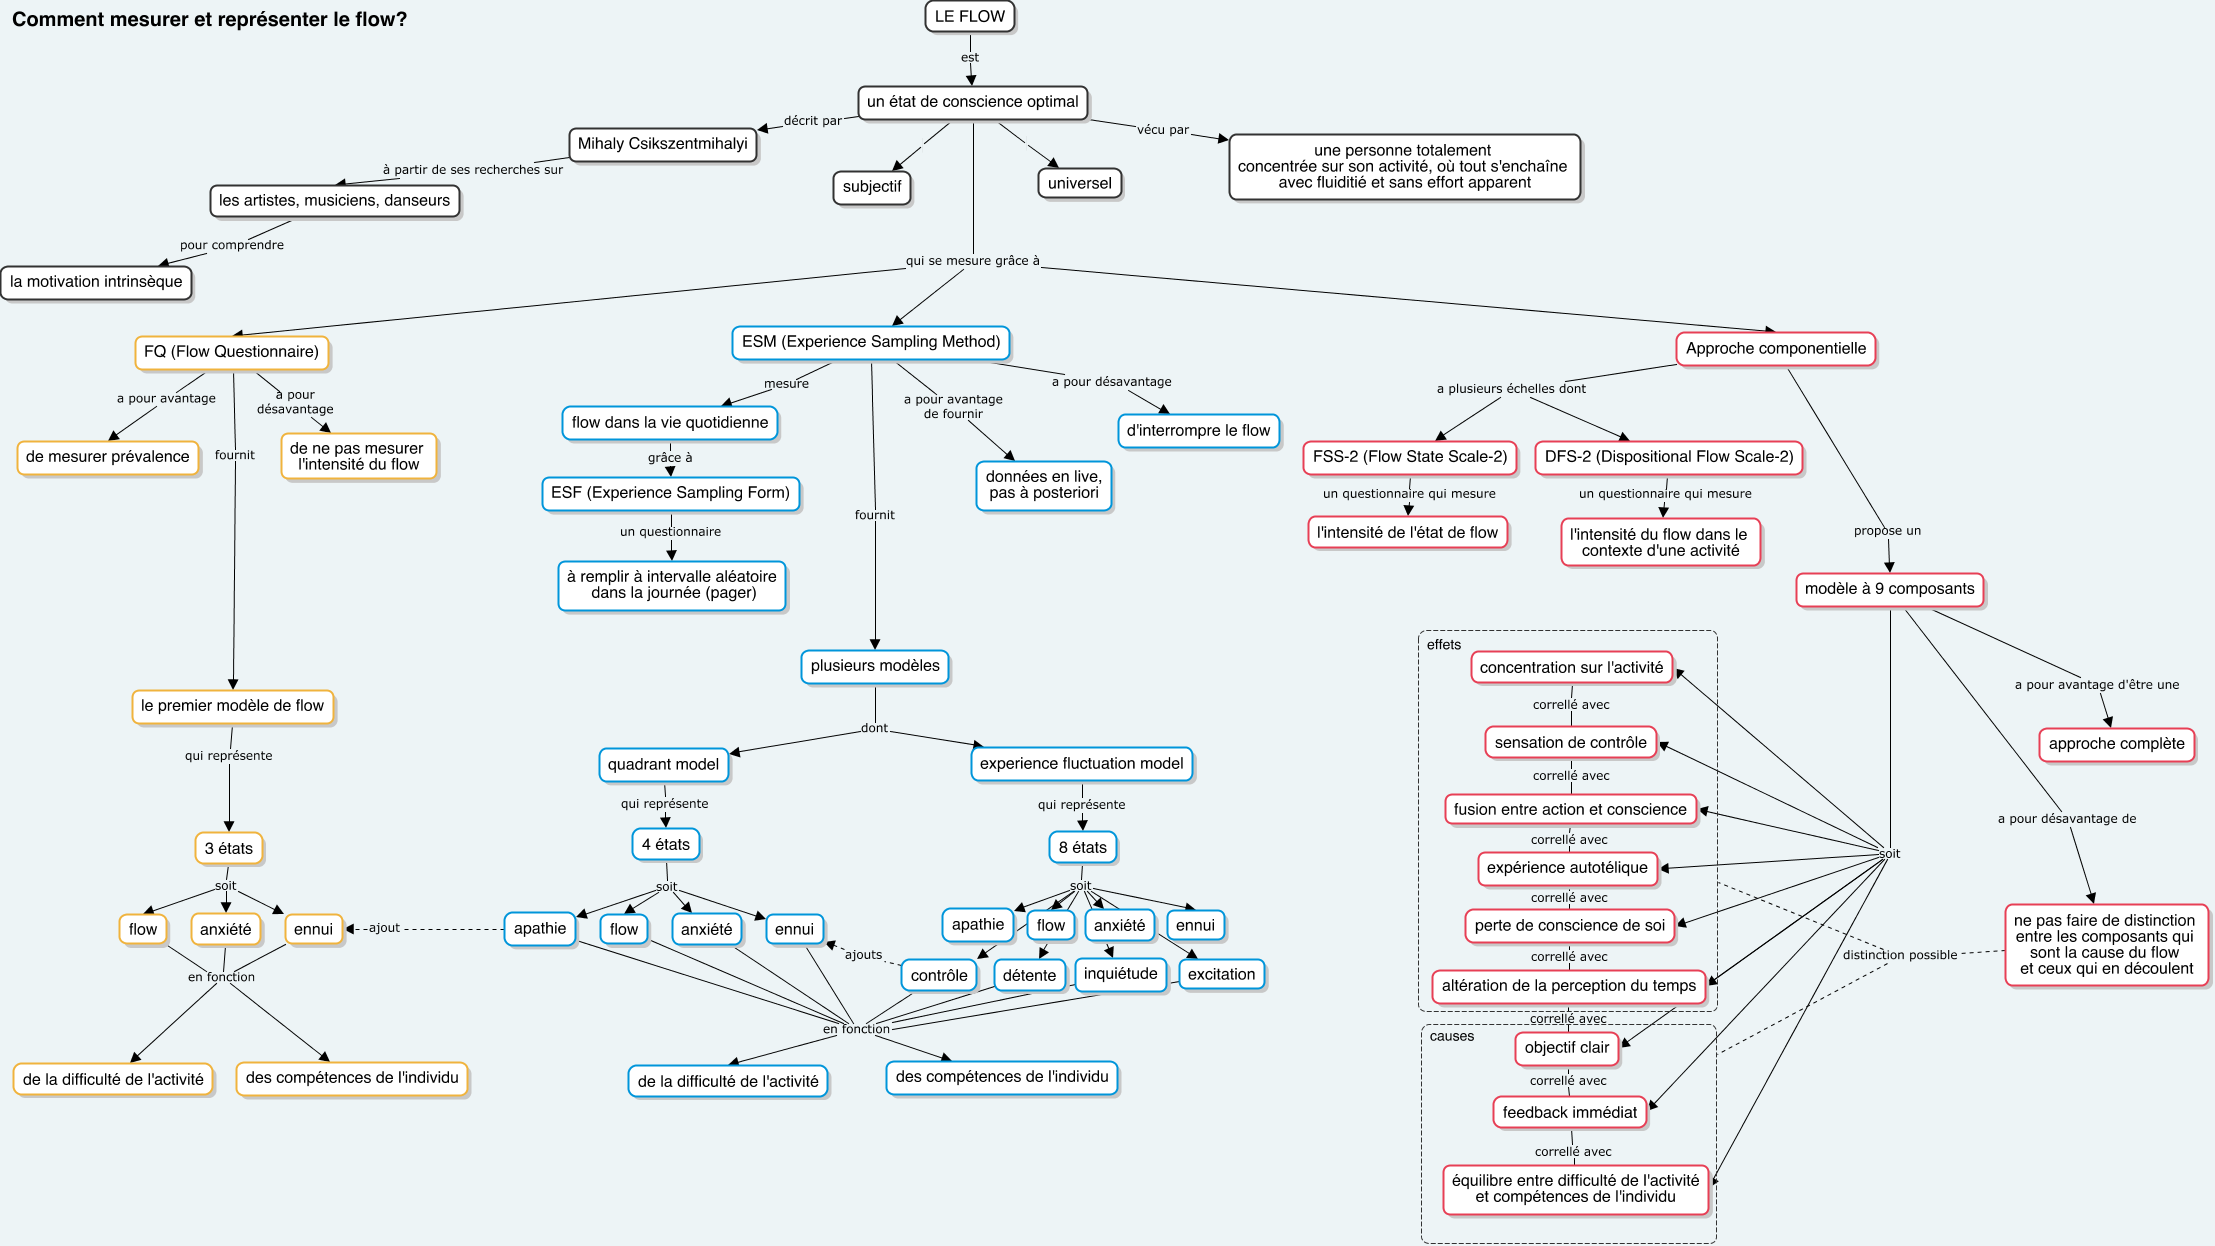 Comment mesurer et représenter le flow?
LE FLOW
est
un état de conscience optimal
décrit par
vécu par
Mihaly Csikszentmihalyi
une personne totalement
concentrée sur son activité, où tout s'enchaîne
avec fluiditié et sans effort apparent
à partir de ses recherches sur
subjectif
universel
les artistes, musiciens, danseurs
pour comprendre
la motivation intrinsèque
qui se mesure grâce à
FQ (Flow Questionnaire)
a pour avantage
a pour
désavantage
de mesurer prévalence
de ne pas mesurer
l'intensité du flow
fournit
le premier modèle de flow
qui représente
3 états
soit
flow
anxiété
ennui
ajout
en fonction
de la difficulté de l'activité
des compétences de l'individu
ESM (Experience Sampling Method)
mesure
a pour avantage
de fournir
a pour désavantage
flow dans la vie quotidienne
d'interrompre le flow
grâce à
données en live,
pas à posteriori
ESF (Experience Sampling Form)
un questionnaire
à remplir à intervalle aléatoire
dans la journée (pager)
fournit
plusieurs modèles
dont
quadrant model
experience fluctuation model
qui représente
qui représente
4 états
8 états
soit
soit
apathie
flow
anxiété
ennui
apathie
flow
anxiété
ennui
ajouts
contrôle
détente
inquiétude
excitation
en fonction
de la difficulté de l'activité
des compétences de l'individu
Approche componentielle
a plusieurs échelles dont
FSS-2 (Flow State Scale-2)
DFS-2 (Dispositional Flow Scale-2)
un questionnaire qui mesure
un questionnaire qui mesure
l'intensité de l'état de flow
l'intensité du flow dans le
contexte d'une activité
propose un
modèle à 9 composants
a pour avantage d'être une
approche complète
a pour désavantage de
ne pas faire de distinction
entre les composants qui
sont la cause du flow
et ceux qui en découlent
distinction possible
soit
effets
concentration sur l'activité
correllé avec
sensation de contrôle
correllé avec
fusion entre action et conscience
correllé avec
expérience autotélique
correllé avec
perte de conscience de soi
correllé avec
altération de la perception du temps
correllé avec
causes
objectif clair
correllé avec
feedback immédiat
correllé avec
équilibre entre difficulté de l'activité
et compétences de l'individu